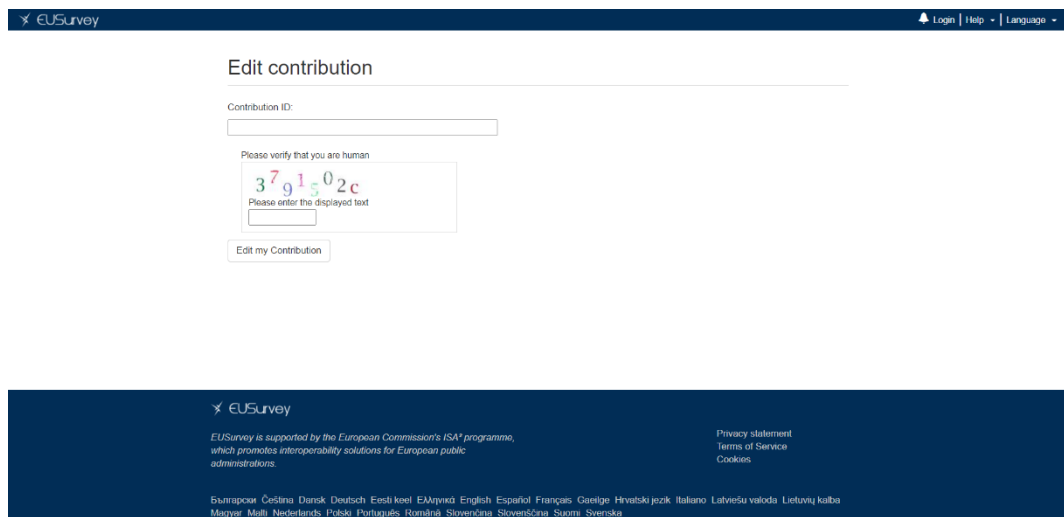 EUSurvey
Login | Help | Language
Edit contribution
Contribution ID:
Please verify that you are human
3791502c
Please enter the displayed text
Edit my Contribution
EUSurvey
EUSurvey is supported by the European Commission's ISA² programme,
which promotes interoperability solutions for European public
administrations.
Privacy statement
Terms of Service
Cookies
Български Čeština Dansk Deutsch Eesti keel Ελληνικά English Español Français Gaeilge Hrvatski jezik Italiano Latviešu valoda Lietuvių kalba
Magyar Malti Nederlands Polski Português Română Slovenčina Slovenščina Suomi Svenska